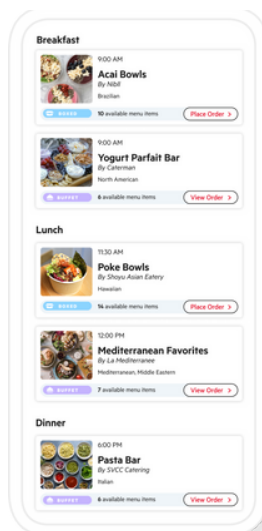 Breakfast
9:00 AM
Acai Bowls
By Nibll
Brazilian
BOXED
10 available menu items
Place Order >
9:00 AM
Yogurt Parfait Bar
By Caterman
North American
BUFFET
6 available menu items
View Order >
Lunch
11:30 AM
Poke Bowls
By Shoyu Asian Eatery
Hawaiian
BOXED
14 available menu items
Place Order >
12:00 PM
Mediterranean Favorites
By La Mediterranee
Mediterranean, Middle Eastern
BUFFET
7 available menu items
View Order >
Dinner
6:00 PM
Pasta Bar
By SVCC Catering
Italian
BUFFET
6 available menu items
View Order >